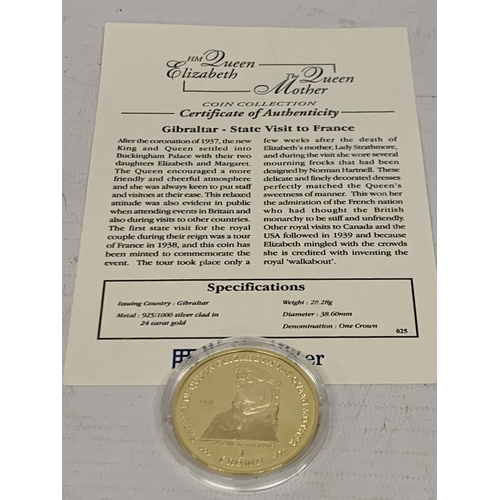 HM Queen
Elizabeth
The Queen
Mother
COIN COLLECTION
Certificate of Authenticity
Gibraltar - State Visit to France
After the coronation of 1937, the new
King and Queen settled into
Buckingham Palace with their two
daughters Elizabeth and Margaret.
The Queen encouraged a more
friendly and cheerful atmosphere
and she was always keen to put staff
and visitors at their ease. This relaxed
attitude was also evident in public
when attending events in Britain and
also during visits to other countries.
The first state visit for the royal
couple during their reign was a tour
of France in 1938, and this coin has
been minted to commemorate the
event. The tour took place only a
few weeks after the death of
Elizabeth's mother, Lady Strathmore,
and during the visit she wore several
mourning frocks that had been
designed by Norman Hartnell. These
delicate and finely decorated dresses
perfectly matched the Queen's
sweetness of manner. This won her
the admiration of the French nation
who had thought the British
monarchy to be stiff and unfriendly.
Other royal visits to Canada and the
USA followed in 1939 and because
Elizabeth mingled with the crowds
she is credited with inventing the
royal 'walkabout'.
Specifications
Issuing Country : Gibraltar
Metal : 925/1000 silver clad in
24 carat gold
Weight : 28.28g
Diameter : 38.60mm
Denomination : One Crown
025